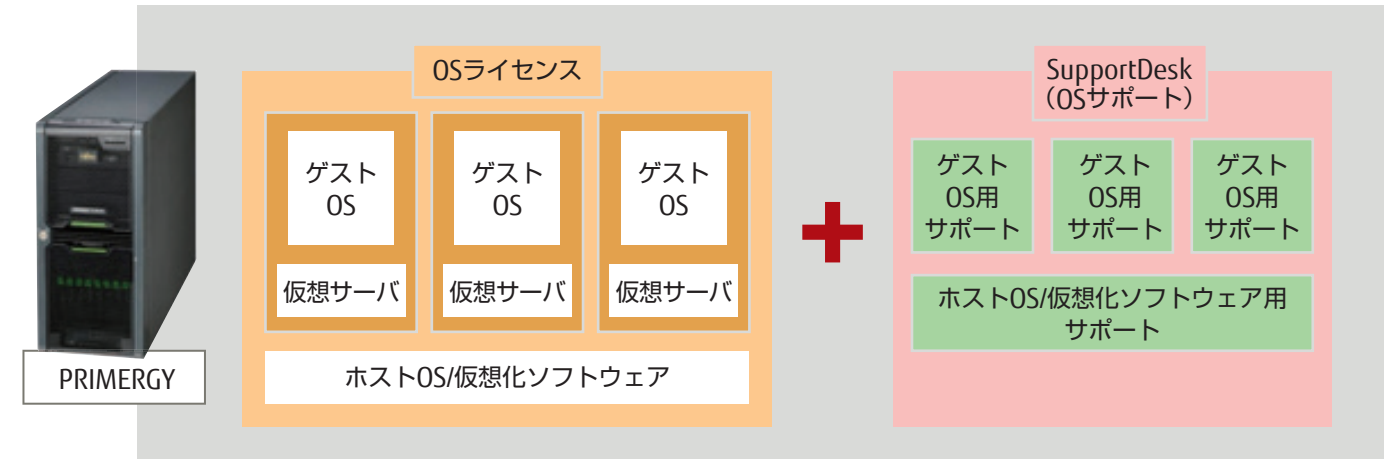 OSライセンス
ゲスト
OS
仮想サーバ
ゲスト
OS
仮想サーバ
ゲスト
OS
仮想サーバ
ホストOS/仮想化ソフトウェア
PRIMERGY
SupportDesk
（OSサポート）
ゲスト
OS用
サポート
ゲスト
OS用
サポート
ゲスト
OS用
サポート
ホストOS/仮想化ソフトウェア用
サポート